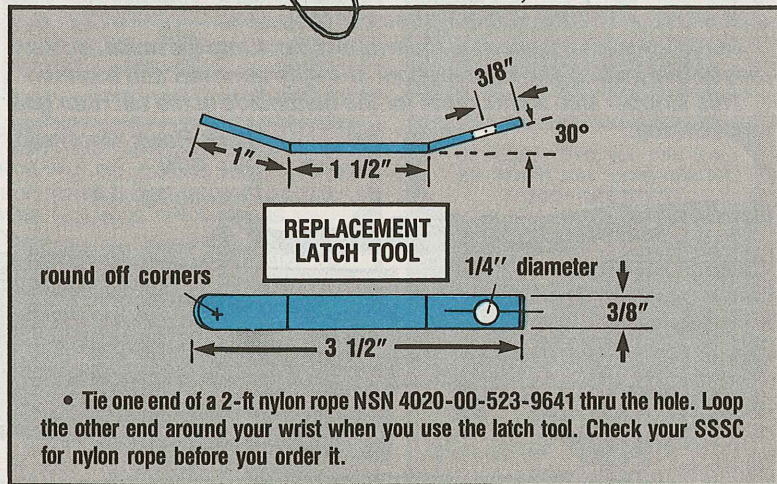 3/8"
30°
1"
1 1/2"
REPLACEMENT
LATCH TOOL
round off corners
1/4" diameter
3/8"
3 1/2"
• Tie one end of a 2-ft nylon rope NSN 4020-00-523-9641 thru the hole. Loop
the other end around your wrist when you use the latch tool. Check your SSSC
for nylon rope before you order it.